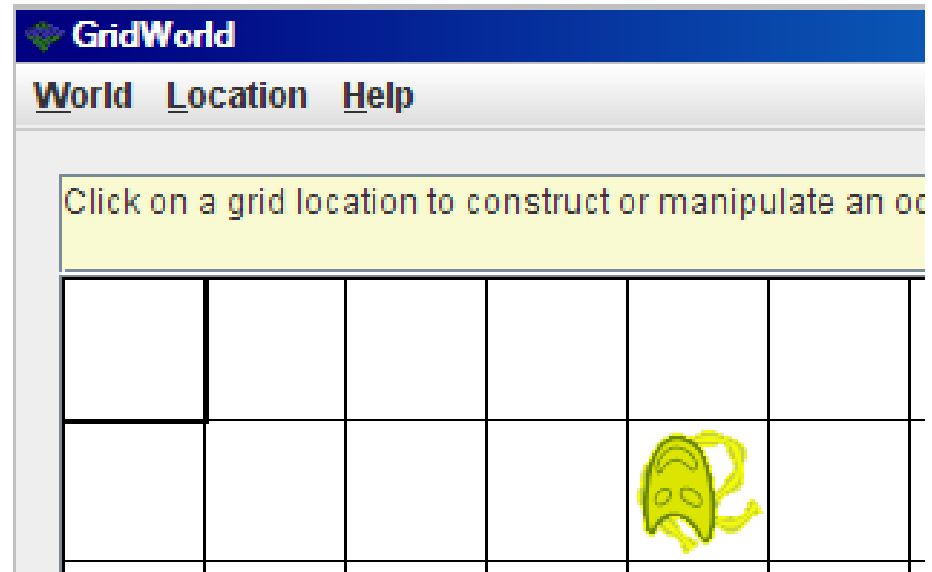 GridWorld
World Location Help
Click on a grid location to construct or manipulate an